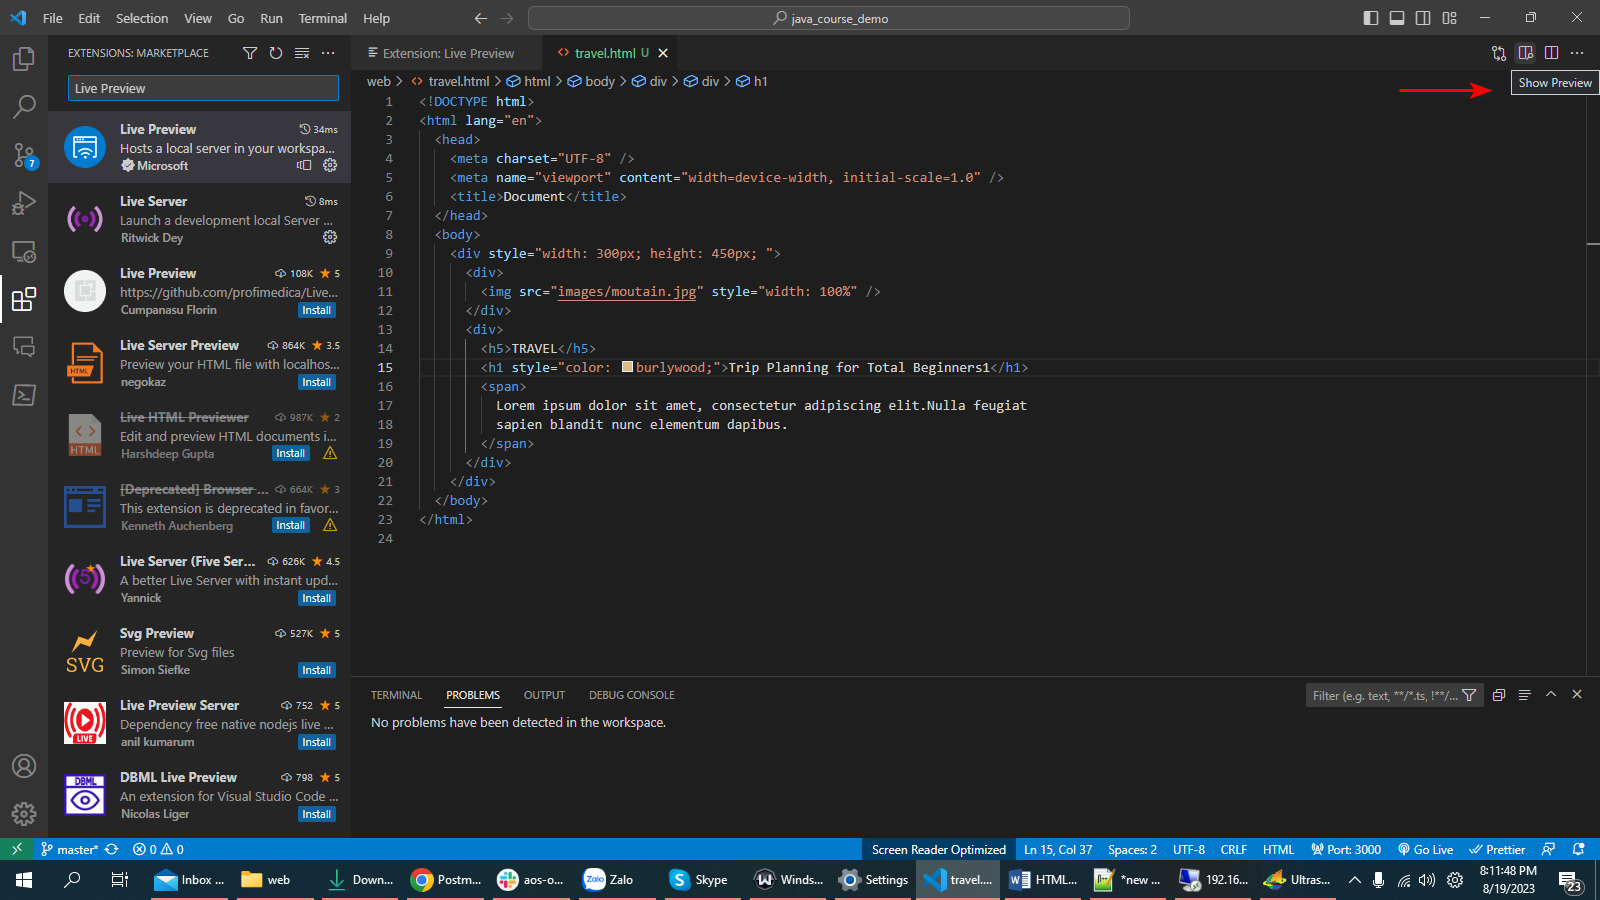 File Edit Selection View Go Run Terminal Help
java_course_demo
EXTENSIONS: MARKETPLACE
Live Preview
Live Preview 34ms
Hosts a local server in your workspa...
Microsoft
Live Server 8ms
Launch a development local Server ...
Ritwick Dey
Live Preview 108K 5
https://github.com/profimedica/Live...
Cumpanasu Florin Install
Live Server Preview 864K 3.5
Preview your HTML file with localhos...
negokaz Install
HTML
Live HTML Previewer 987K 2
Edit and preview HTML documents i...
Harshdeep Gupta Install
HTML
[Deprecated] Browser ... 664K 3
This extension is deprecated in favor...
Kenneth Auchenberg Install
Live Server (Five Ser... 626K 4.5
A better Live Server with instant upd...
Yannick Install
5
Svg Preview 527K 5
Preview for Svg files
Simon Siefke Install
SVG
Live Preview Server 752 5
Dependency free native nodejs live ...
anil kumarum Install
LIVE
DBML Live Preview 798 5
An extension for Visual Studio Code ...
Nicolas Liger Install
DBML
7
Extension: Live Preview travel.html U
Show Preview
web > travel.html > html > body > div > div > h1
1 <!DOCTYPE html>
2 <html lang="en">
3 <head>
4 <meta charset="UTF-8" />
5 <meta name="viewport" content="width=device-width, initial-scale=1.0" />
6 <title>Document</title>
7 </head>
8 <body>
9 <div style="width: 300px; height: 450px; ">
10 <div>
11 <img src="images/moutain.jpg" style="width: 100%" />
12 </div>
13 <div>
14 <h5>TRAVEL</h5>
15 <h1 style="color: burlywood;">Trip Planning for Total Beginners1</h1>
16 <span>
17 Lorem ipsum dolor sit amet, consectetur adipiscing elit.Nulla feugiat
18 sapien blandit nunc elementum dapibus.
19 </span>
20 </div>
21 </div>
22 </body>
23 </html>
24
TERMINAL PROBLEMS OUTPUT DEBUG CONSOLE
Filter (e.g. text, **/*.ts, !**/...
No problems have been detected in the workspace.
master* 0 0
Screen Reader Optimized Ln 15, Col 37 Spaces: 2 UTF-8 CRLF HTML Port: 3000 Go Live Prettier
Inbox ... web Down... Postm... aos-o... Zalo Skype Winds... Settings travel.... HTML... *new ... 192.16... Ultras...
8:11:48 PM
8/19/2023
23